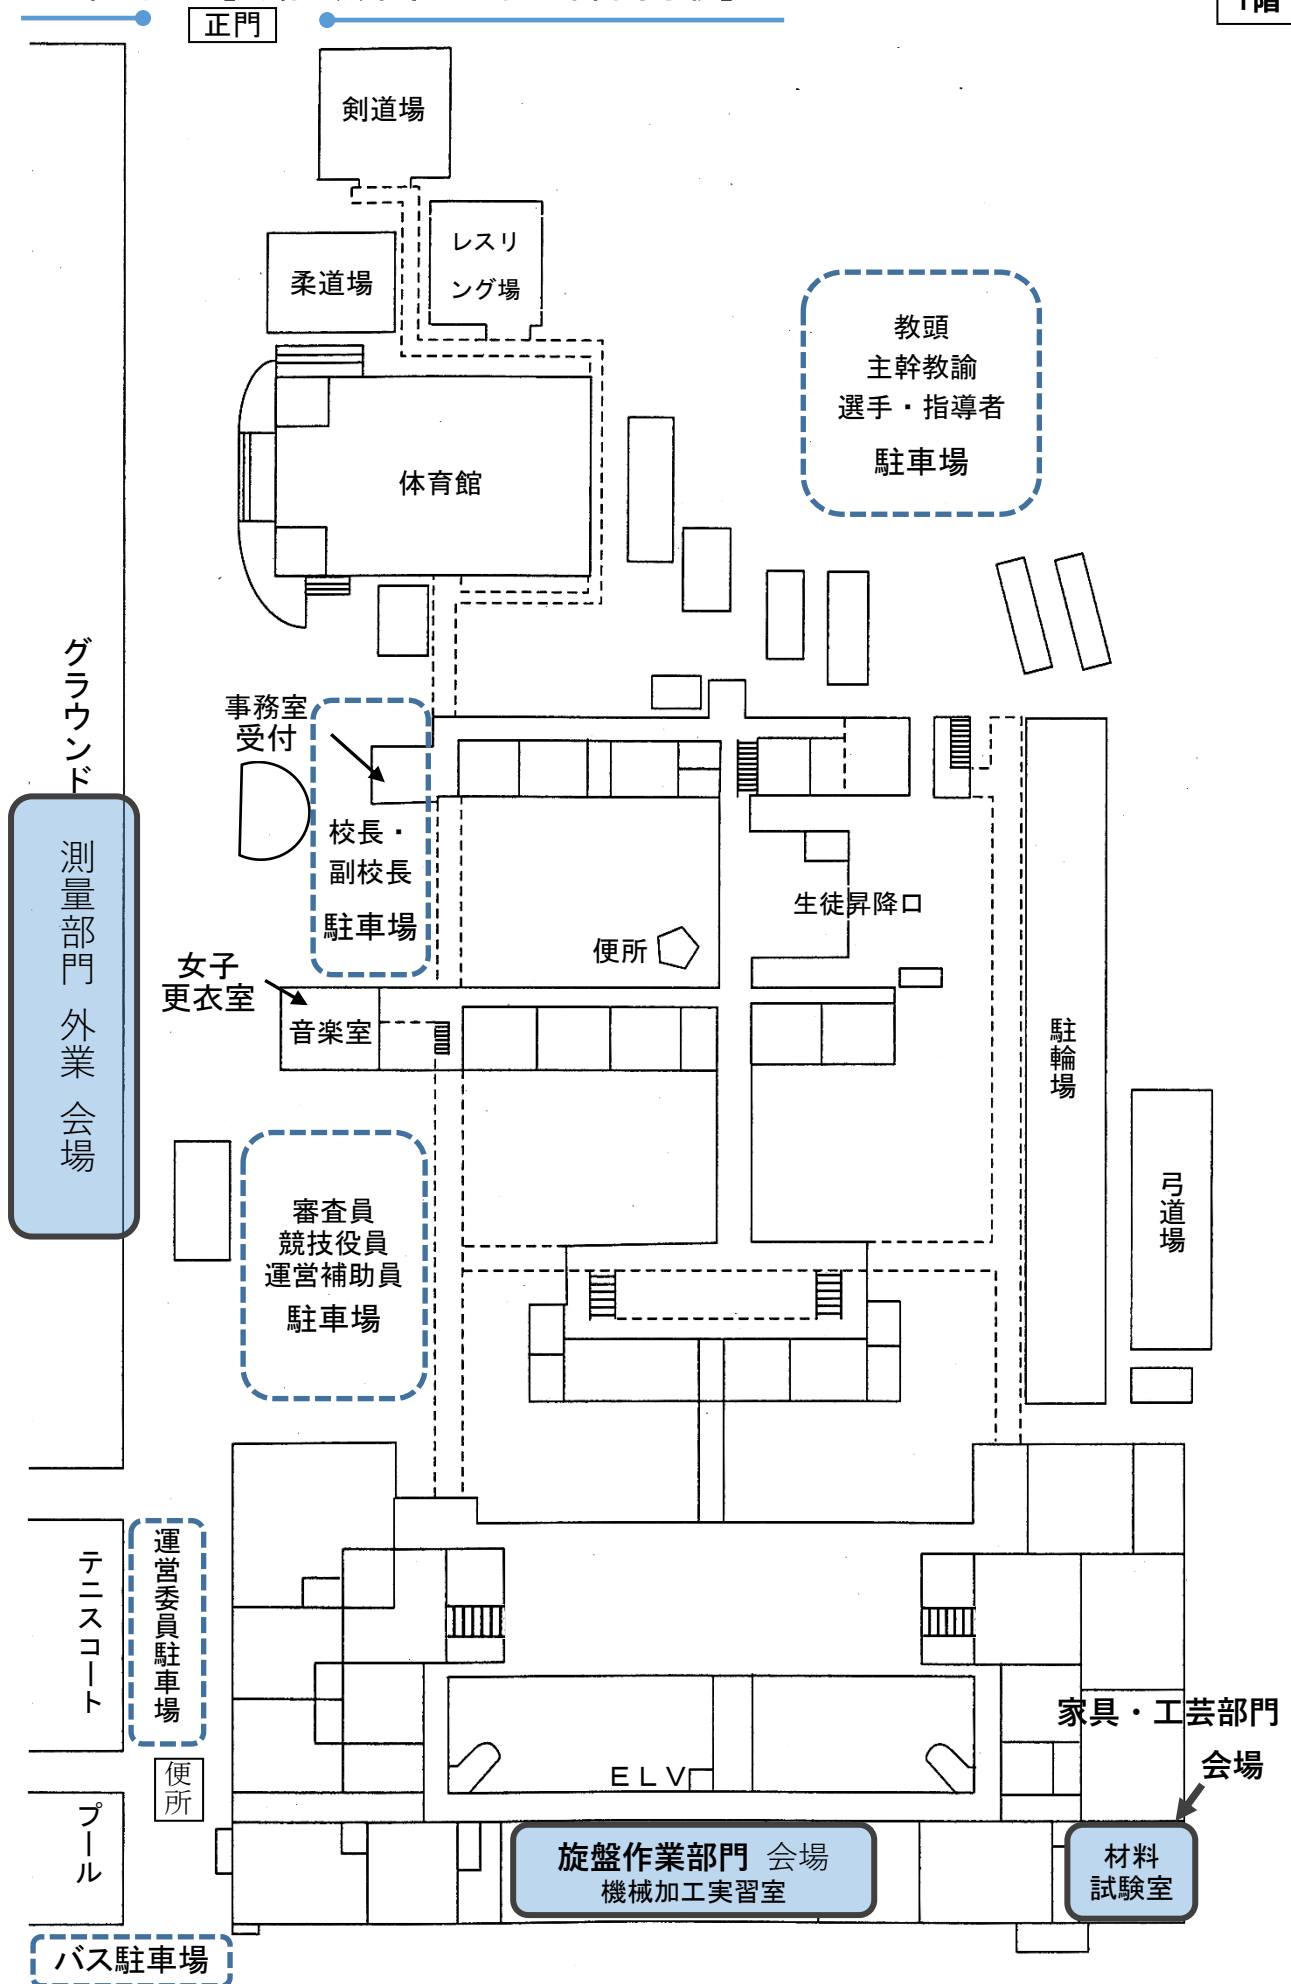 正門
1階
剣道場
レスリ
ング場
柔道場
教頭
主幹教諭
選手・指導者
駐車場
体育館
グラウンド
事務室
受付
校長・
副校長
駐車場
測量部門 外業 会場
生徒昇降口
便所
女子
更衣室
音楽室
駐輪場
弓道場
審査員
競技役員
運営補助員
駐車場
テニスコート
運営委員駐車場
家具・工芸部門
会場
ELV
便所
プール
旋盤作業部門 会場
機械加工実習室
材料
試験室
バス駐車場